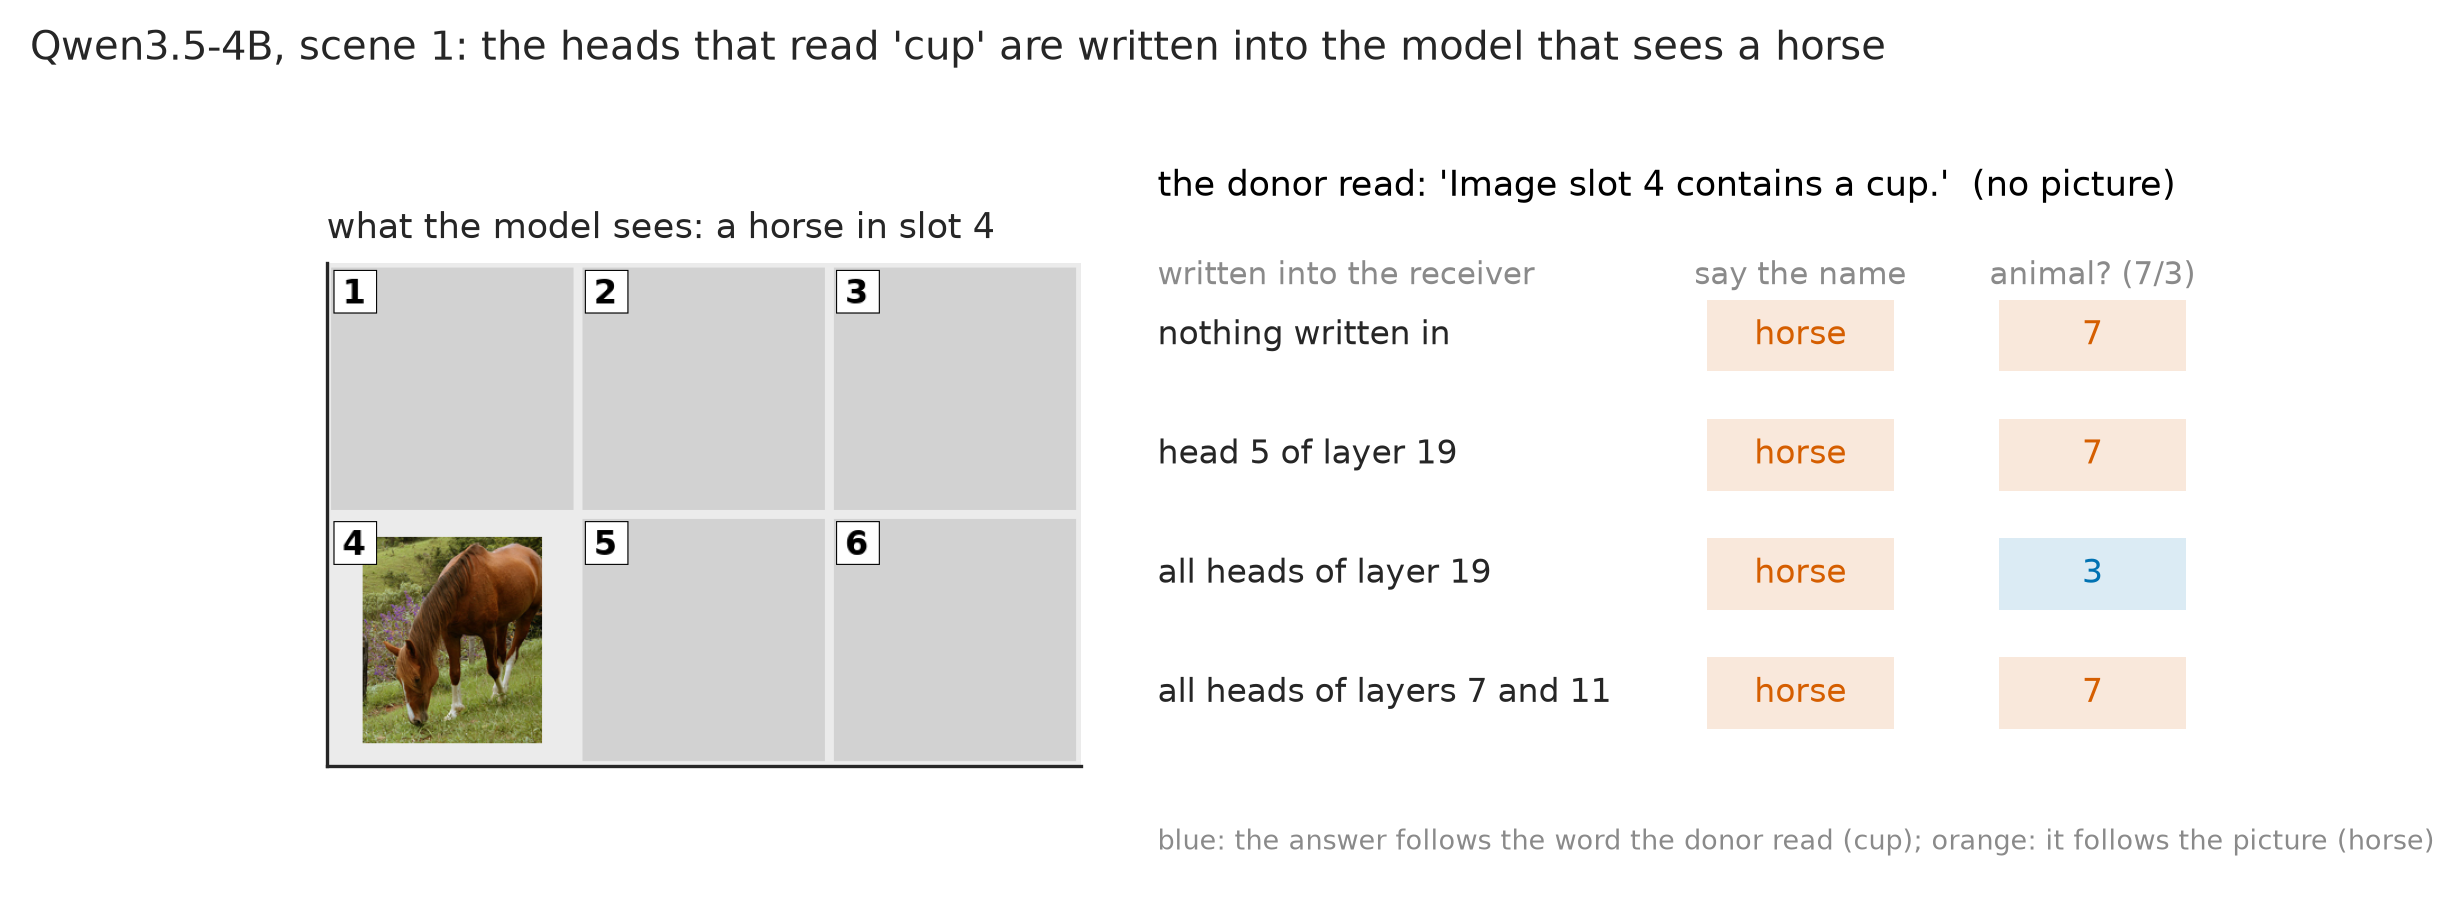 Qwen3.5-4B, scene 1: the heads that read 'cup' are written into the model that sees a horse
what the model sees: a horse in slot 4
1 2 3
4 5 6
the donor read: 'Image slot 4 contains a cup.' (no picture)
written into the receiver say the name animal? (7/3)
nothing written in horse 7
head 5 of layer 19 horse 7
all heads of layer 19 horse 3
all heads of layers 7 and 11 horse 7
blue: the answer follows the word the donor read (cup); orange: it follows the picture (horse)